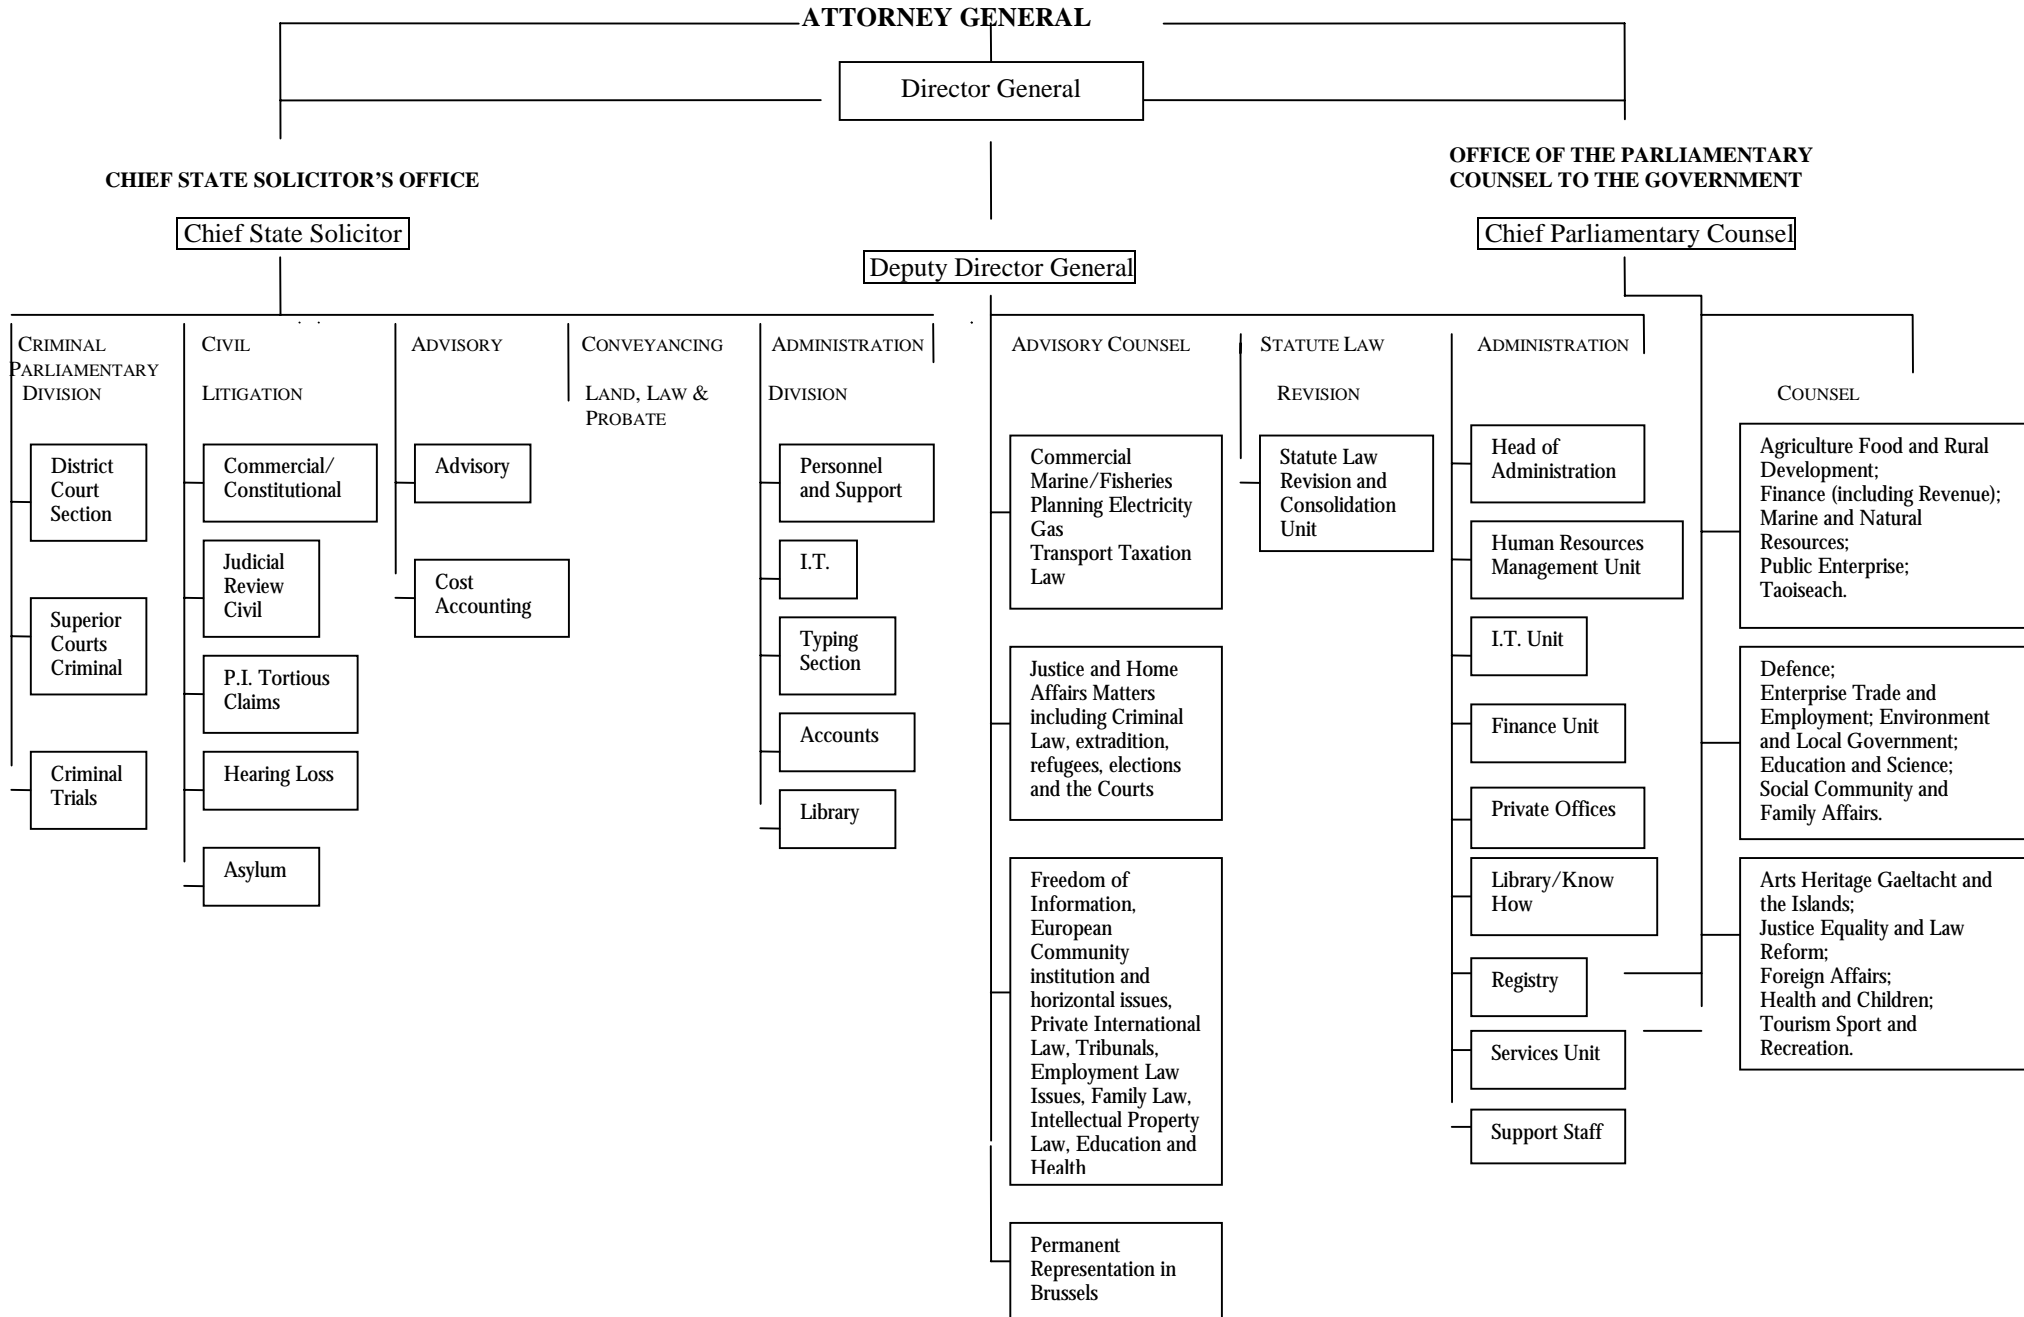 ATTORNEY GENERAL
Director General
CHIEF STATE SOLICITOR'S OFFICE
Chief State Solicitor
OFFICE OF THE PARLIAMENTARY
COUNSEL TO THE GOVERNMENT
Chief Parliamentary Counsel
Deputy Director General
CRIMINAL
PARLIAMENTARY
DIVISION
District
Court
Section
Superior
Courts
Criminal
Criminal
Trials
CIVIL
LITIGATION
Commercial/
Constitutional
Judicial
Review
Civil
P.I. Tortious
Claims
Hearing Loss
Asylum
ADVISORY
Advisory
Cost
Accounting
CONVEYANCING
LAND, LAW &
PROBATE
ADMINISTRATION
DIVISION
Personnel
and Support
I.T.
Typing
Section
Accounts
Library
ADVISORY COUNSEL
Commercial
Marine/Fisheries
Planning Electricity
Gas
Transport Taxation
Law
Justice and Home
Affairs Matters
including Criminal
Law, extradition,
refugees, elections
and the Courts
Freedom of
Information,
European
Community
institution and
horizontal issues,
Private International
Law, Tribunals,
Employment Law
Issues, Family Law,
Intellectual Property
Law, Education and
Health
Permanent
Representation in
Brussels
STATUTE LAW
REVISION
Statute Law
Revision and
Consolidation
Unit
ADMINISTRATION
Head of
Administration
Human Resources
Management Unit
I.T. Unit
Finance Unit
Private Offices
Library/Know
How
Registry
Services Unit
Support Staff
COUNSEL
Agriculture Food and Rural
Development;
Finance (including Revenue);
Marine and Natural
Resources;
Public Enterprise;
Taoiseach.
Defence;
Enterprise Trade and
Employment; Environment
and Local Government;
Education and Science;
Social Community and
Family Affairs.
Arts Heritage Gaeltacht and
the Islands;
Justice Equality and Law
Reform;
Foreign Affairs;
Health and Children;
Tourism Sport and
Recreation.